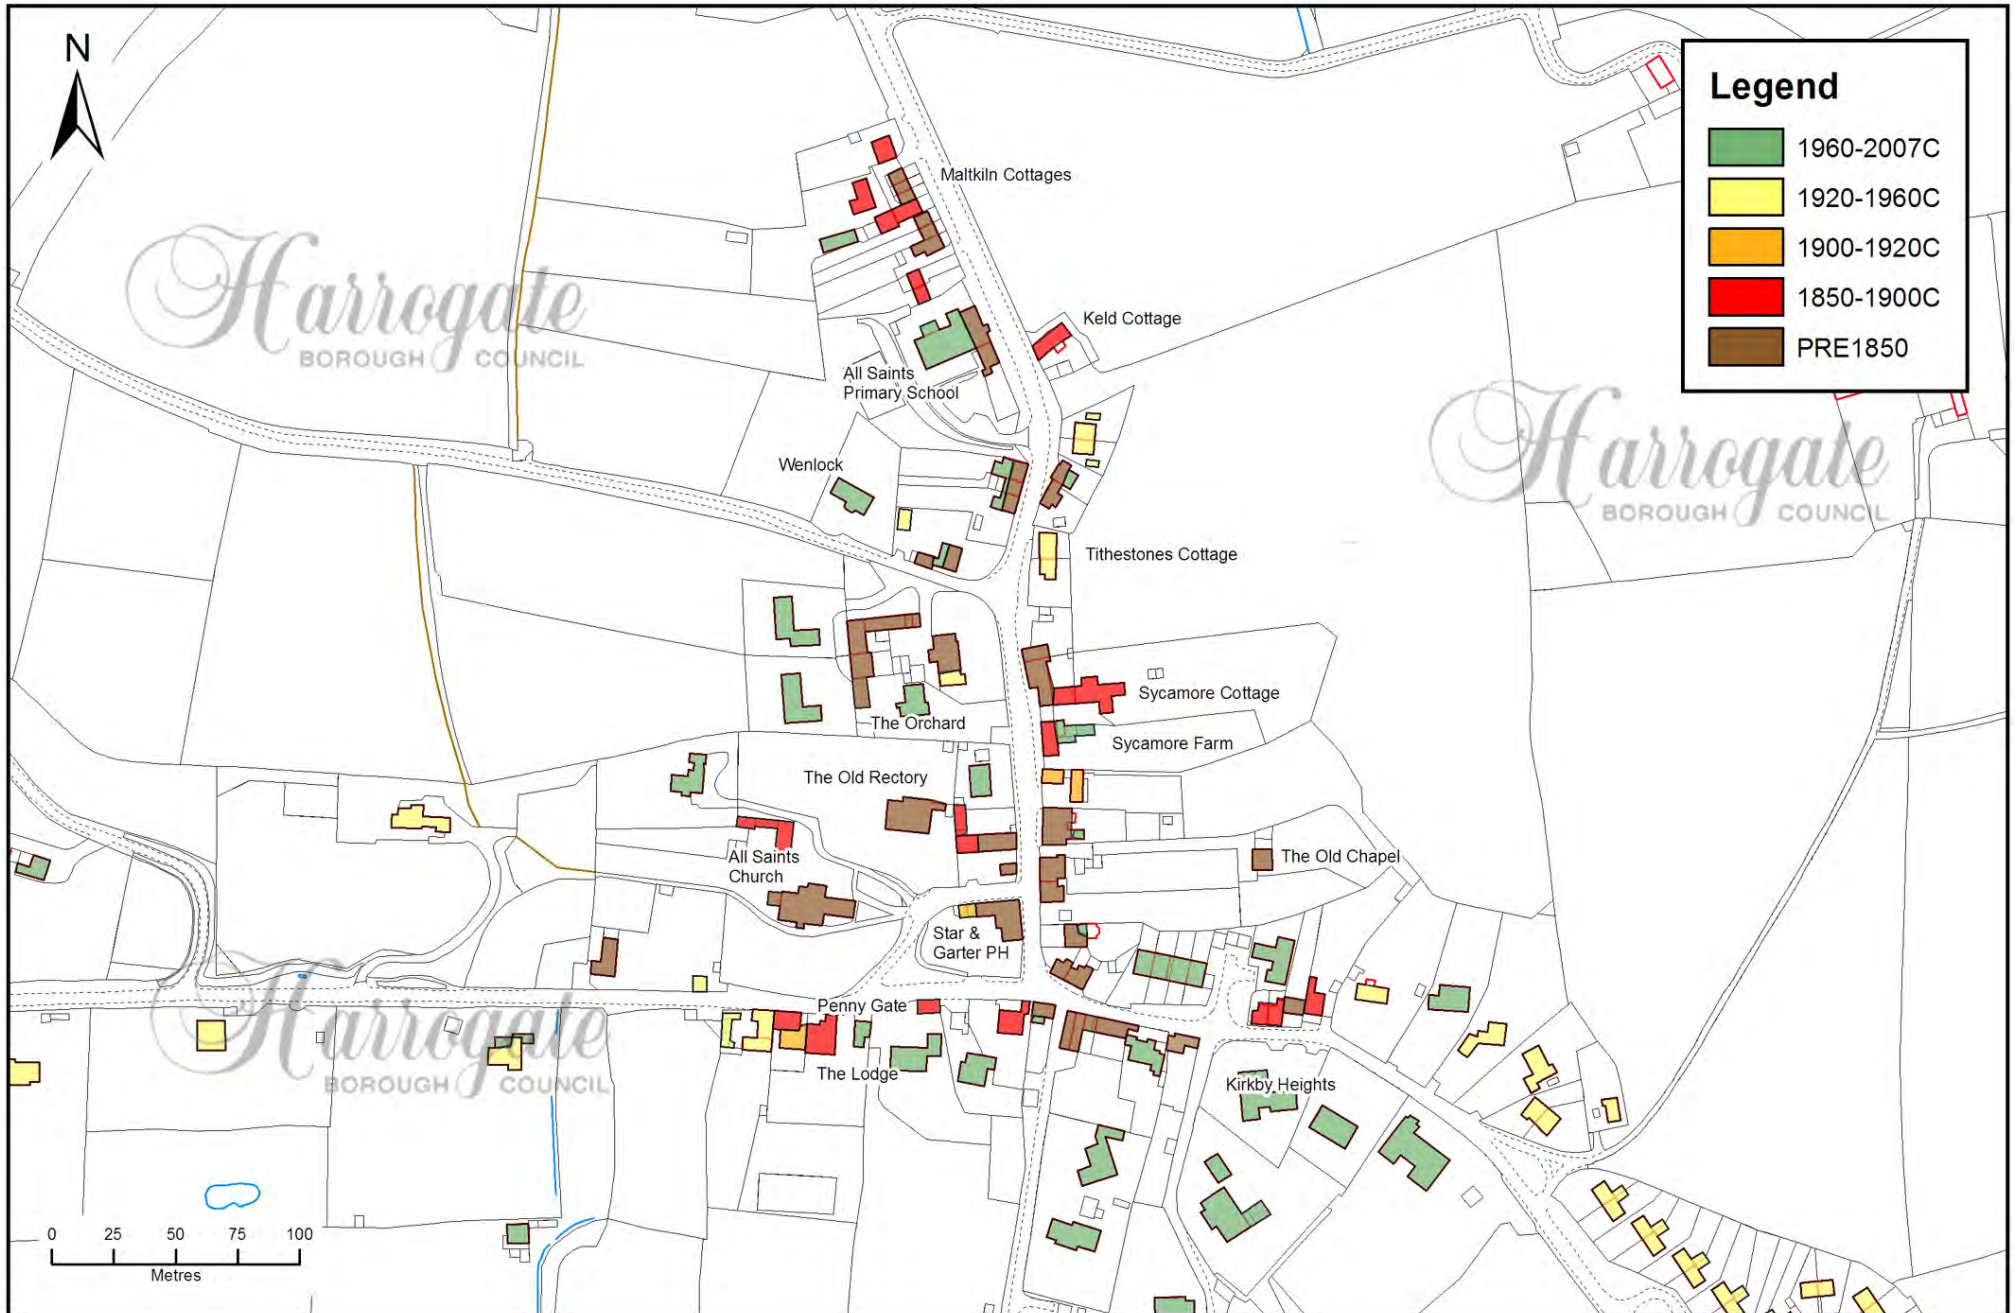 N
Legend
1960-2007C
1920-1960C
1900-1920C
1850-1900C
PRE1850
Maltkiln Cottages
Harrogate
BOROUGH COUNCIL
Keld Cottage
All Saints
Primary School
Harrogate
BOROUGH COUNCIL
Wenlock
Tithestones Cottage
Sycamore Cottage
The Orchard
Sycamore Farm
The Old Rectory
All Saints
Church
The Old Chapel
Star &
Garter PH
Penny Gate
Harrogate
BOROUGH COUNCIL
The Lodge
Kirkby Heights
0 25 50 75 100
Metres